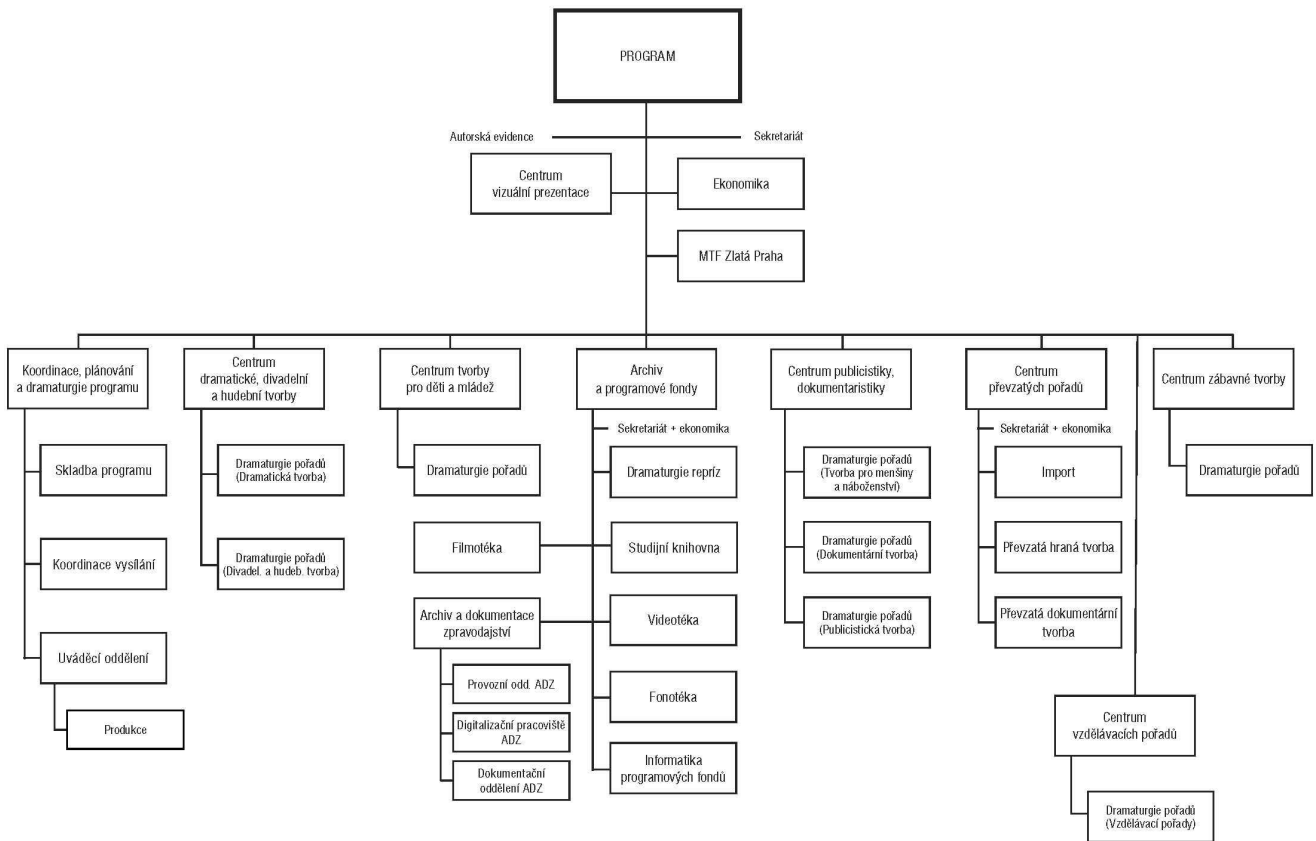 PROGRAM
Autorská evidence
Sekretariát
Centrum
vizuální prezentace
Ekonomika
MTF Zlatá Praha
Koordinace, plánování
a dramaturgie programu
Skladba programu
Koordinace vysílání
Uváděcí oddělení
Produkce
Centrum
dramatické, divadelní
a hudební tvorby
Dramaturgie pořadů
(Dramatická tvorba)
Dramaturgie pořadů
(Divadel. a hudeb. tvorba)
Centrum tvorby
pro děti a mládež
Dramaturgie pořadů
Archiv
a programové fondy
Sekretariát + ekonomika
Dramaturgie repríz
Filmotéka
Studijní knihovna
Archiv a dokumentace
zpravodajství
Videotéka
Provozní odd. ADZ
Digitalizační pracoviště
ADZ
Dokumentační
oddělení ADZ
Fonotéka
Informatika
programových fondů
Centrum publicistiky,
dokumentaristiky
Dramaturgie pořadů
(Tvorba pro menšiny
a náboženství)
Dramaturgie pořadů
(Dokumentární tvorba)
Dramaturgie pořadů
(Publicistická tvorba)
Centrum
převzatých pořadů
Sekretariát + ekonomika
Import
Převzatá hraná tvorba
Převzatá dokumentární
tvorba
Centrum
vzdělávacích pořadů
Dramaturgie pořadů
(Vzdělávací pořady)
Centrum zábavné tvorby
Dramaturgie pořadů